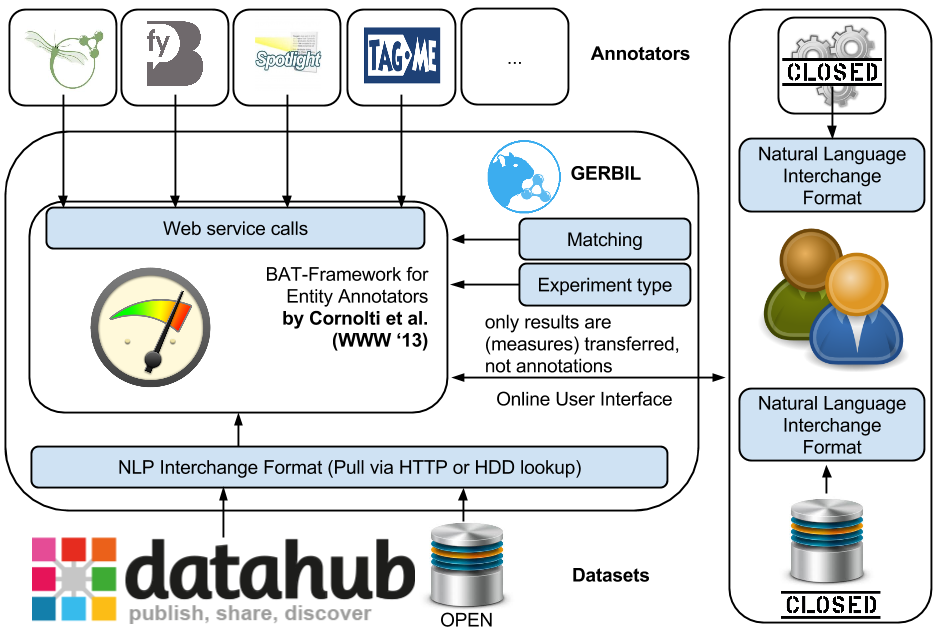 fy
B
Spotlight
TAG ME
...
Annotators
CLOSED
Natural Language
Interchange
Format
GERBIL
Web service calls
Matching
Experiment type
BAT-Framework for
Entity Annotators
by Cornolti et al.
(WWW ‘13)
only results are
(measures) transferred,
not annotations
Online User Interface
Natural Language
Interchange
Format
NLP Interchange Format (Pull via HTTP or HDD lookup)
datahub
publish, share, discover
OPEN
Datasets
CLOSED